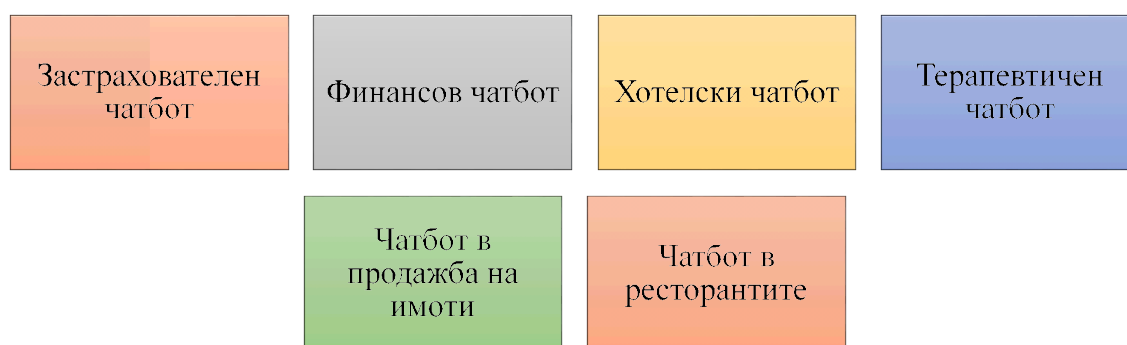 Застрахователен
чатбот
Финансов чатбот
Хотелски чатбот
Терапевтичен
чатбот
Чатбот в
продажба на
имоти
Чатбот в
ресторантите